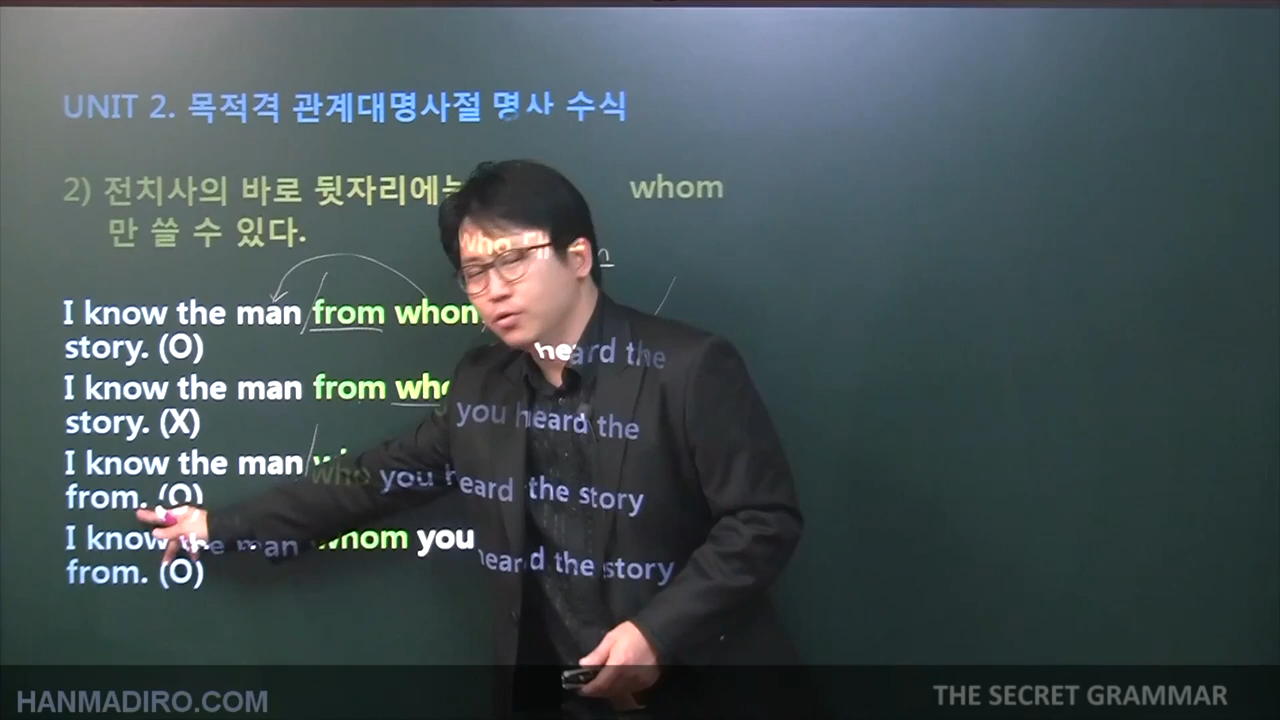 UNIT 2. 목적격 관계대명사절 명사 수식
2) 전치사의 바로 뒷자리에는 whom
만 쓸 수 있다.
I know the man from whom heard the
story. (O)
I know the man from who you heard the
story. (X)
I know the man who you heard the story
from. (O)
I know the man whom you heard the story
from. (O)
HANMADIRO.COM
THE SECRET GRAMMAR